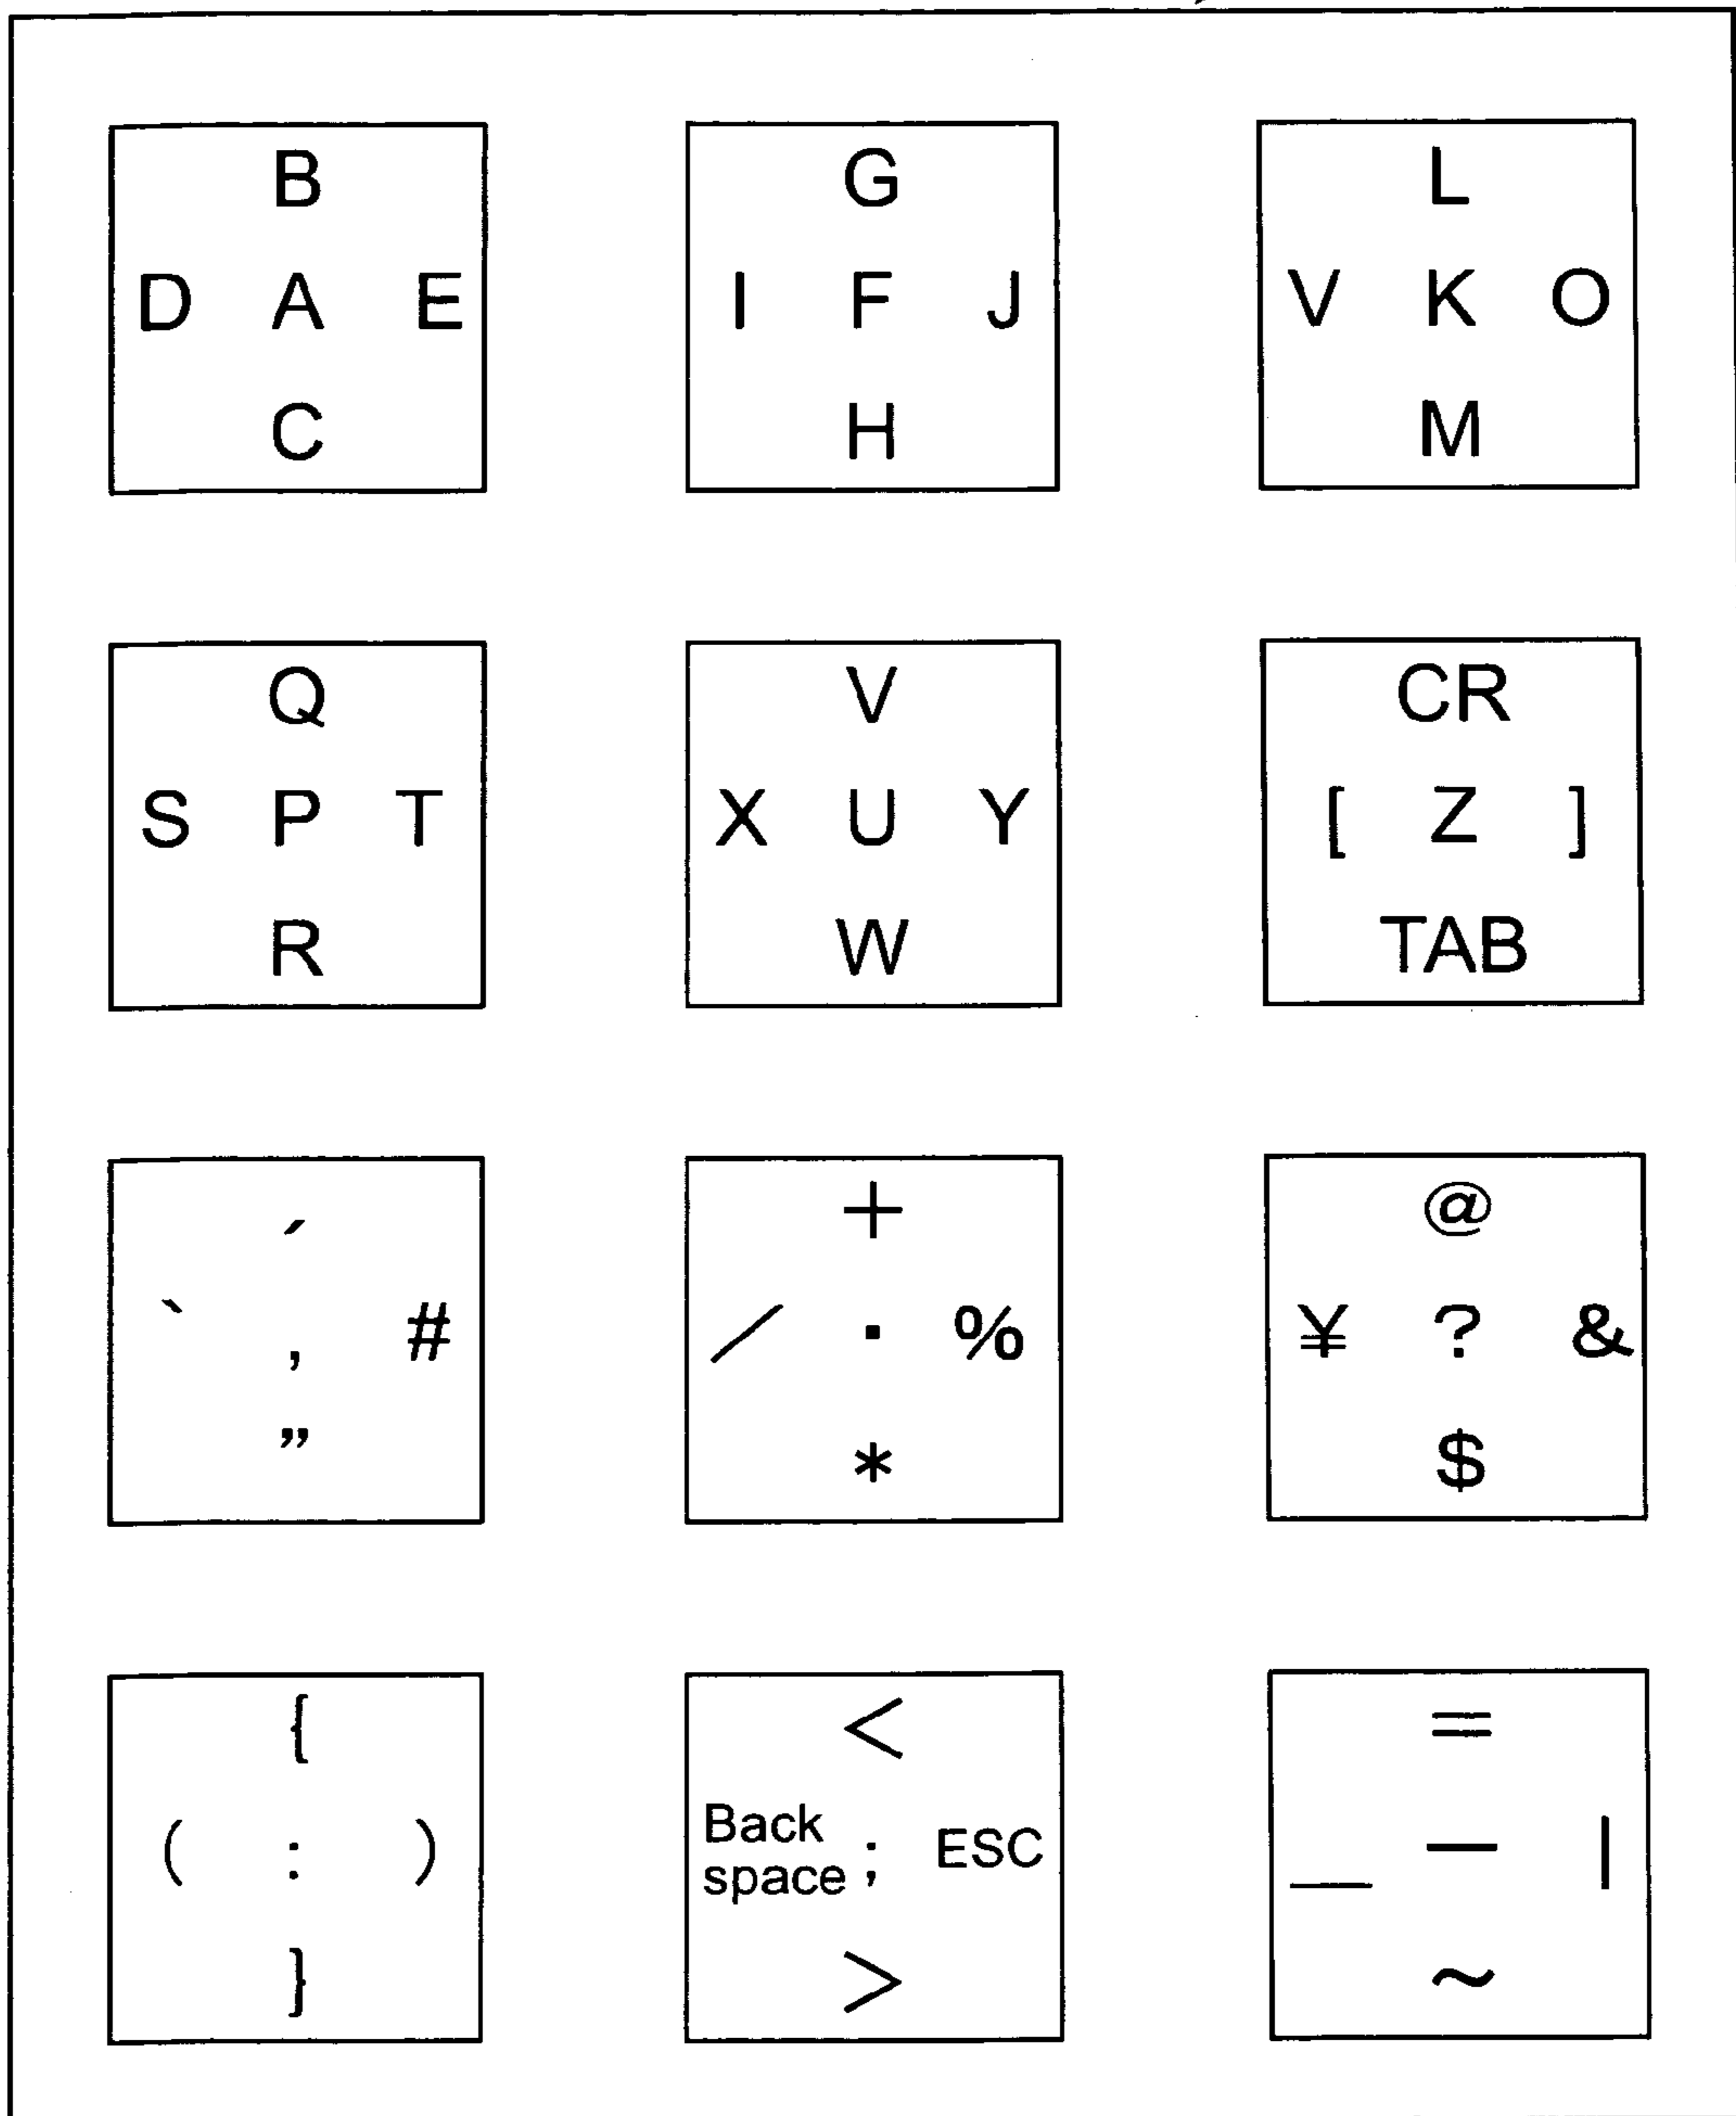 B G L
D A E I F J V K O
C H M
Q V CR
S P T X U Y [ Z ]
R W TAB
´ + @
` , # / . % ¥ ? &
” * $
{ < =
( : ) Back space ; ESC _ — |
} > ~